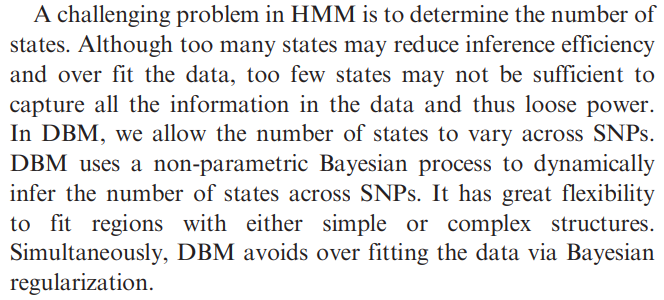 A challenging problem in HMM is to determine the number of
states. Although too many states may reduce inference efficiency
and over fit the data, too few states may not be sufficient to
capture all the information in the data and thus loose power.
In DBM, we allow the number of states to vary across SNPs.
DBM uses a non-parametric Bayesian process to dynamically
infer the number of states across SNPs. It has great flexibility
to fit regions with either simple or complex structures.
Simultaneously, DBM avoids over fitting the data via Bayesian
regularization.